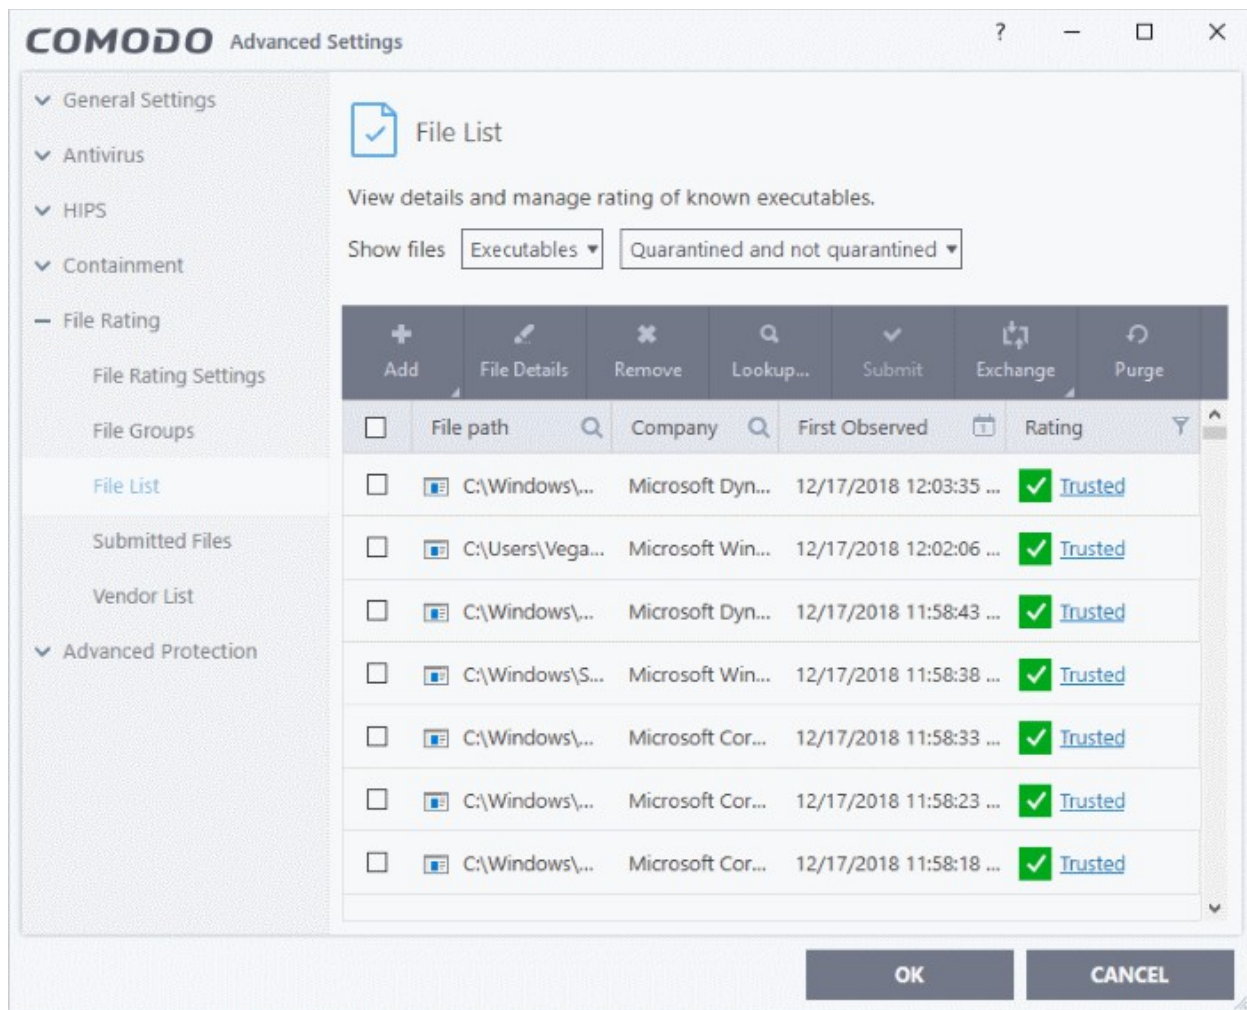 COMODO Advanced Settings ?
General Settings
Antivirus
HIPS
Containment
File Rating
File Rating Settings
File Groups
File List
Submitted Files
Vendor List
Advanced Protection
File List
View details and manage rating of known executables.
Show files Executables Quarantined and not quarantined
Add File Details Remove Lookup... Submit Exchange Purge
File path Company First Observed 1 Rating
C:\Windows\... Microsoft Dyn... 12/17/2018 12:03:35 ... Trusted
C:\Users\Vega... Microsoft Win... 12/17/2018 12:02:06 ... Trusted
C:\Windows\... Microsoft Dyn... 12/17/2018 11:58:43 ... Trusted
C:\Windows\S... Microsoft Win... 12/17/2018 11:58:38 ... Trusted
C:\Windows\... Microsoft Cor... 12/17/2018 11:58:33 ... Trusted
C:\Windows\... Microsoft Cor... 12/17/2018 11:58:23 ... Trusted
C:\Windows\... Microsoft Cor... 12/17/2018 11:58:18 ... Trusted
OK CANCEL